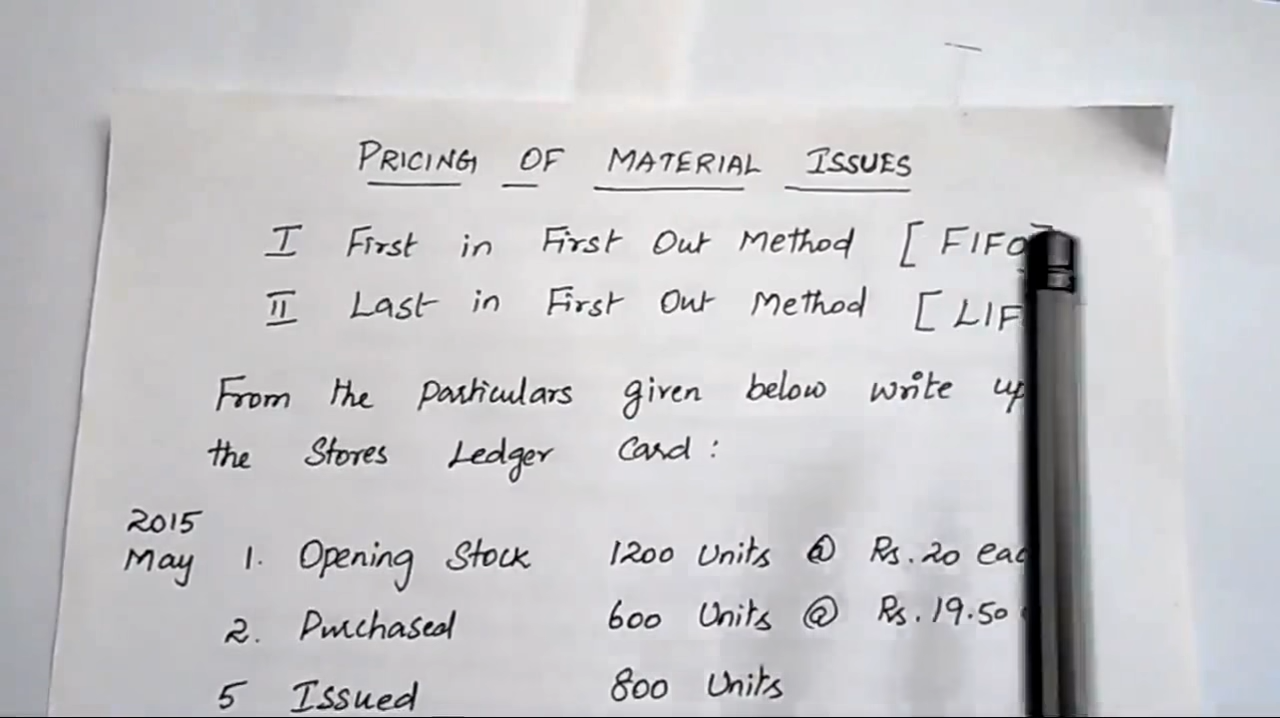 PRICING OF MATERIAL ISSUES
I First in First Out Method [FIFO]
II Last in First Out Method [LIF
From the particulars given below write up
the Stores Ledger Card:
2015
May 1. Opening Stock 1200 Units @ Rs. 20 eac
2. Purchased 600 Units @ Rs. 19.50
5 Issued 800 Units